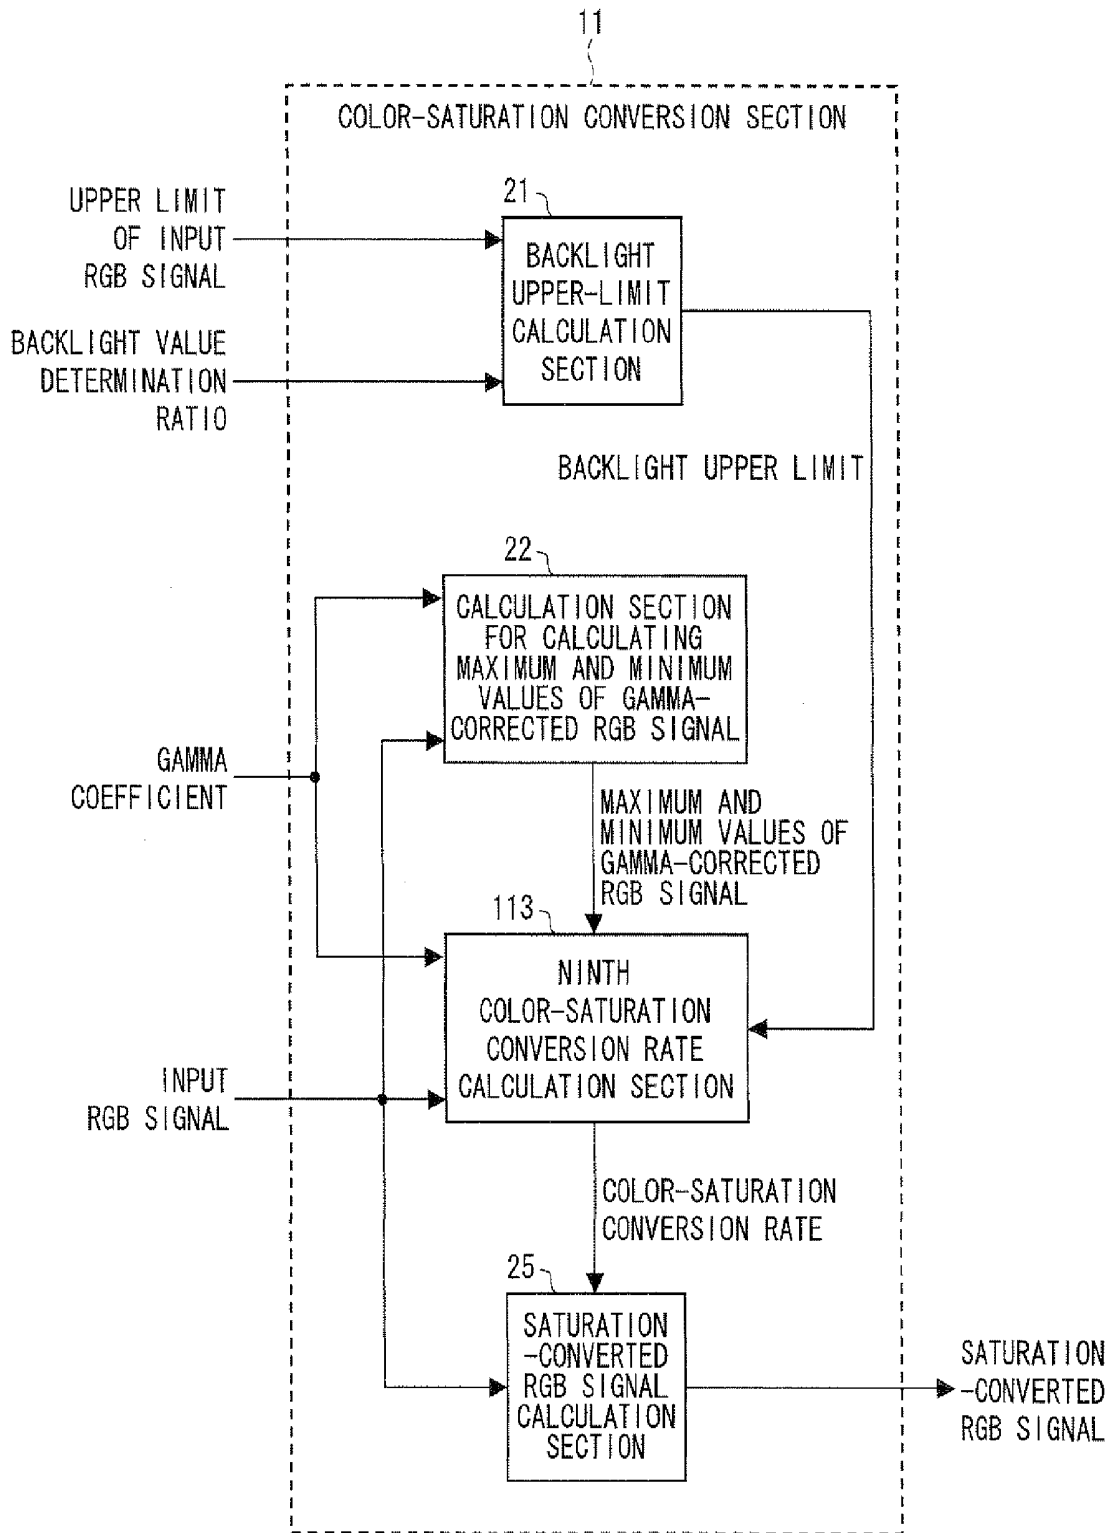 11
COLOR-SATURATION CONVERSION SECTION
UPPER LIMIT
OF INPUT
RGB SIGNAL
21
BACKLIGHT
UPPER-LIMIT
CALCULATION
SECTION
BACKLIGHT VALUE
DETERMINATION
RATIO
BACKLIGHT UPPER LIMIT
22
CALCULATION SECTION
FOR CALCULATING
MAXIMUM AND MINIMUM
VALUES OF GAMMA-
CORRECTED RGB SIGNAL
GAMMA
COEFFICIENT
MAXIMUM AND
MINIMUM VALUES OF
GAMMA-CORRECTED
RGB SIGNAL
113
NINTH
COLOR-SATURATION
CONVERSION RATE
CALCULATION SECTION
INPUT
RGB SIGNAL
COLOR-SATURATION
CONVERSION RATE
25
SATURATION
-CONVERTED
RGB SIGNAL
CALCULATION
SECTION
SATURATION
-CONVERTED
RGB SIGNAL